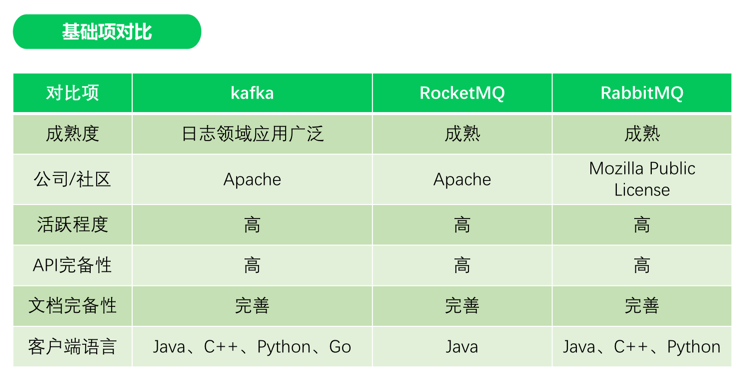 基础项对比
对比项 kafka RocketMQ RabbitMQ
成熟度 日志领域应用广泛 成熟 成熟
公司/社区 Apache Apache Mozilla Public
License
活跃程度 高 高 高
API完备性 高 高 高
文档完备性 完善 完善 完善
客户端语言 Java、C++、Python、Go Java Java、C++、Python